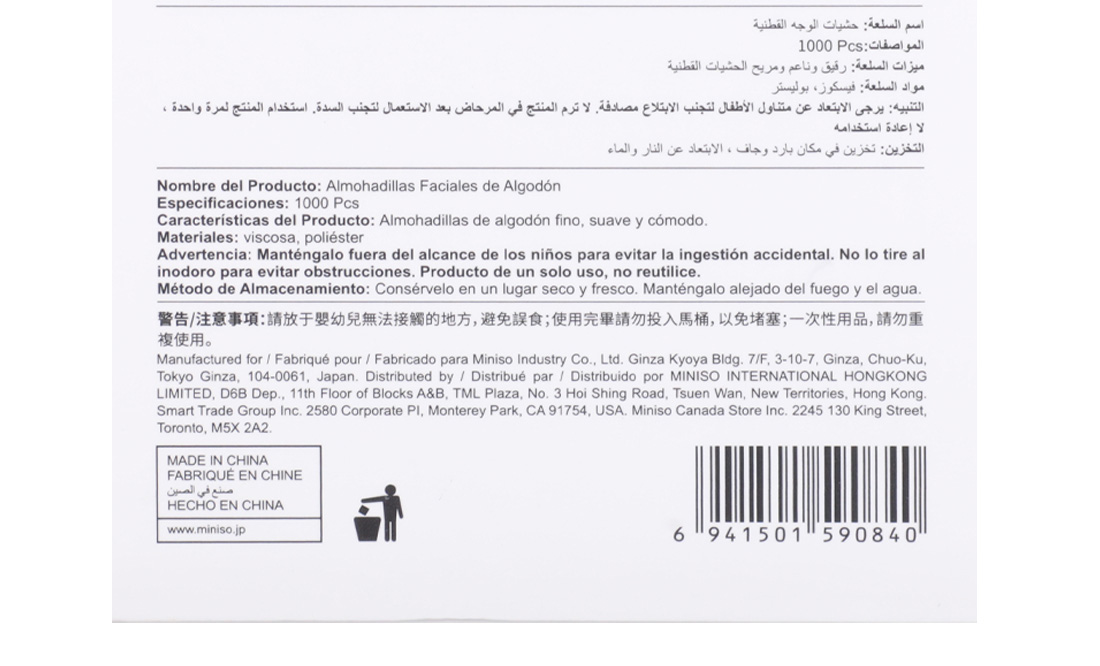 اسم السلعة: حشيات الوجه القطنية
المواصفات:1000 Pcs
ميزات السلعة: رقيق وناعم ومريح الحشيات القطنية
مواد السلعة: فيسكوز، بوليستر
التنبيه: يرجى الابتعاد عن متناول الأطفال لتجنب الابتلاع مصادفة. لا ترم المنتج في المرحاض بعد الاستعمال لتجنب السدة. استخدام المنتج لمرة واحدة ،
لا إعادة استخدامه
التخزين: تخزين في مكان بارد وجاف ، الابتعاد عن النار والماء
Nombre del Producto: Almohadillas Faciales de Algodón
Especificaciones: 1000 Pcs
Características del Producto: Almohadillas de algodón fino, suave y cómodo.
Materiales: viscosa, poliéster
Advertencia: Manténgalo fuera del alcance de los niños para evitar la ingestión accidental. No lo tire al
inodoro para evitar obstrucciones. Producto de un solo uso, no reutilice.
Método de Almacenamiento: Consérvelo en un lugar seco y fresco. Manténgalo alejado del fuego y el agua.
警告/注意事項：請放于嬰幼兒無法接觸的地方，避免誤食；使用完畢請勿投入馬桶，以免堵塞；一次性用品，請勿重
複使用。
Manufactured for / Fabriqué pour / Fabricado para Miniso Industry Co., Ltd. Ginza Kyoya Bldg. 7/F, 3-10-7, Ginza, Chuo-Ku,
Tokyo Ginza, 104-0061, Japan. Distributed by / Distribué par / Distribuido por MINISO INTERNATIONAL HONGKONG
LIMITED, D6B Dep., 11th Floor of Blocks A&B, TML Plaza, No. 3 Hoi Shing Road, Tsuen Wan, New Territories, Hong Kong.
Smart Trade Group Inc. 2580 Corporate Pl, Monterey Park, CA 91754, USA. Miniso Canada Store Inc. 2245 130 King Street,
Toronto, M5X 2A2.
MADE IN CHINA
FABRIQUÉ EN CHINE
صنع في الصين
HECHO EN CHINA
www.miniso.jp
6 941501 590840